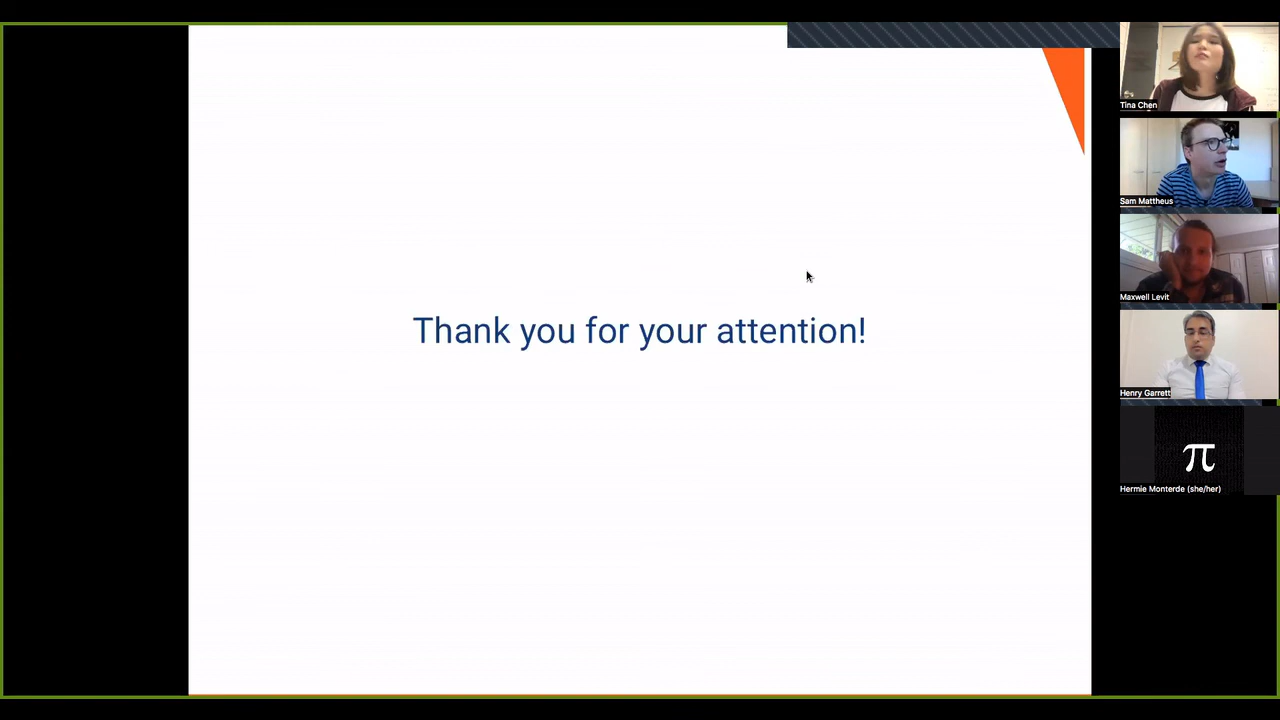 Thank you for your attention!
Tina Chen
Sam Mattheus
Maxwell Levit
Henry Garrett
π
Hermie Monterde (she/her)